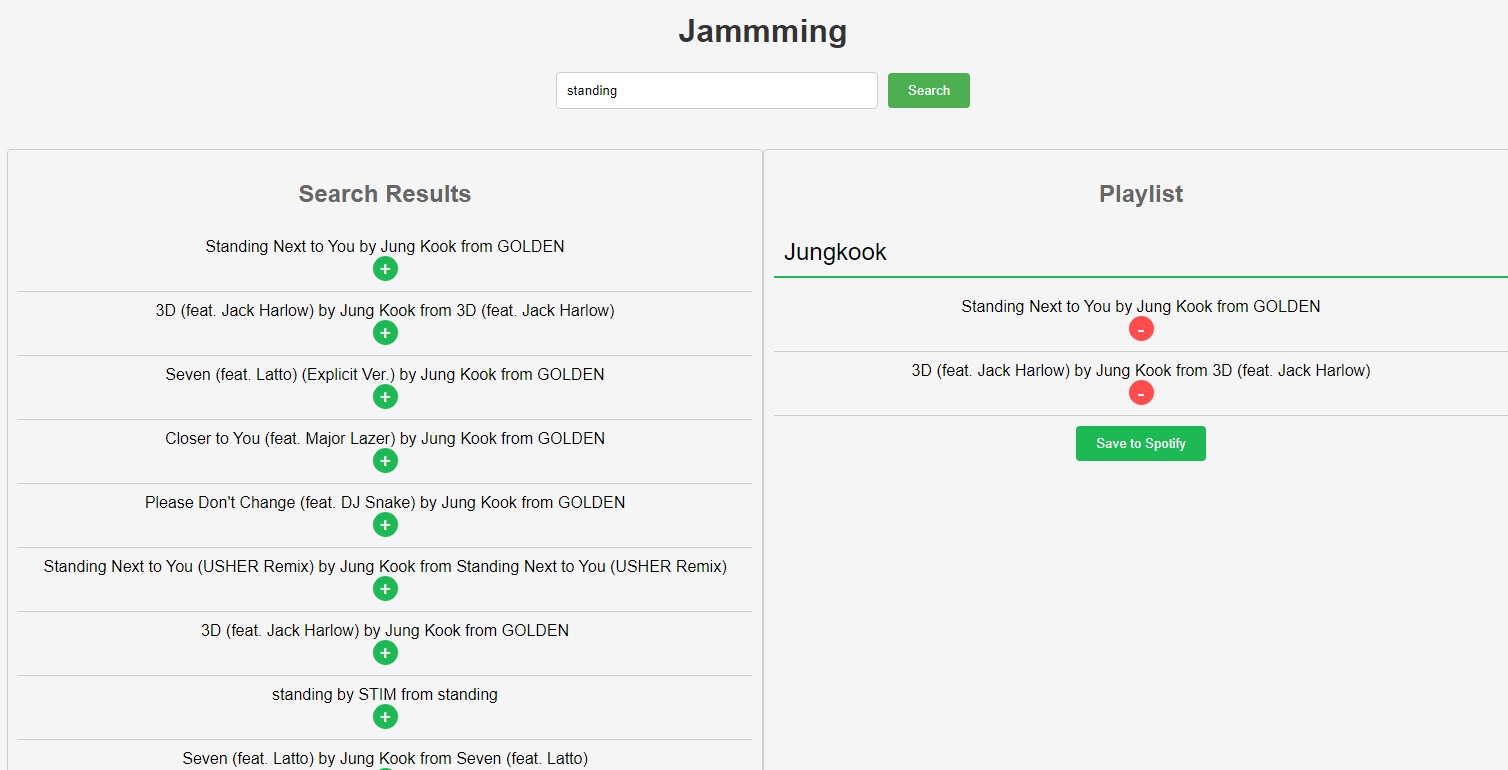 Jammming
standing
Search
Search Results
Standing Next to You by Jung Kook from GOLDEN
+
3D (feat. Jack Harlow) by Jung Kook from 3D (feat. Jack Harlow)
+
Seven (feat. Latto) (Explicit Ver.) by Jung Kook from GOLDEN
+
Closer to You (feat. Major Lazer) by Jung Kook from GOLDEN
+
Please Don't Change (feat. DJ Snake) by Jung Kook from GOLDEN
+
Standing Next to You (USHER Remix) by Jung Kook from Standing Next to You (USHER Remix)
+
3D (feat. Jack Harlow) by Jung Kook from GOLDEN
+
standing by STIM from standing
+
Seven (feat. Latto) by Jung Kook from Seven (feat. Latto)
Playlist
Jungkook
Standing Next to You by Jung Kook from GOLDEN
-
3D (feat. Jack Harlow) by Jung Kook from 3D (feat. Jack Harlow)
-
Save to Spotify